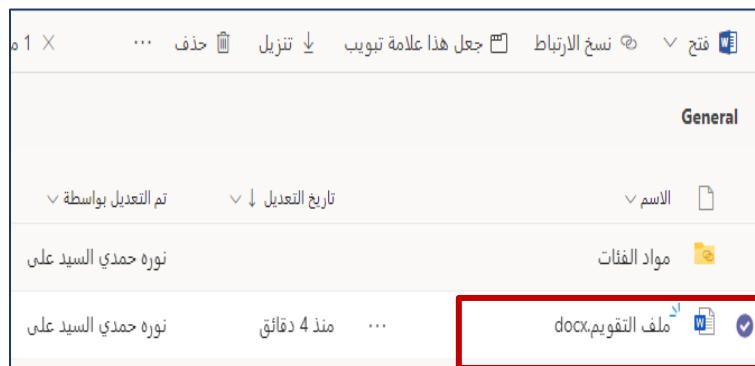 فتح نسخ الارتباط جعل هذا علامة تبويب تنزيل حذف ... X 1
General
الاسم تاريخ التعديل ↓ تم التعديل بواسطة
مواد الفئات نوره حمدي السيد على
ملف التقويم.docx ... منذ 4 دقائق نوره حمدي السيد على